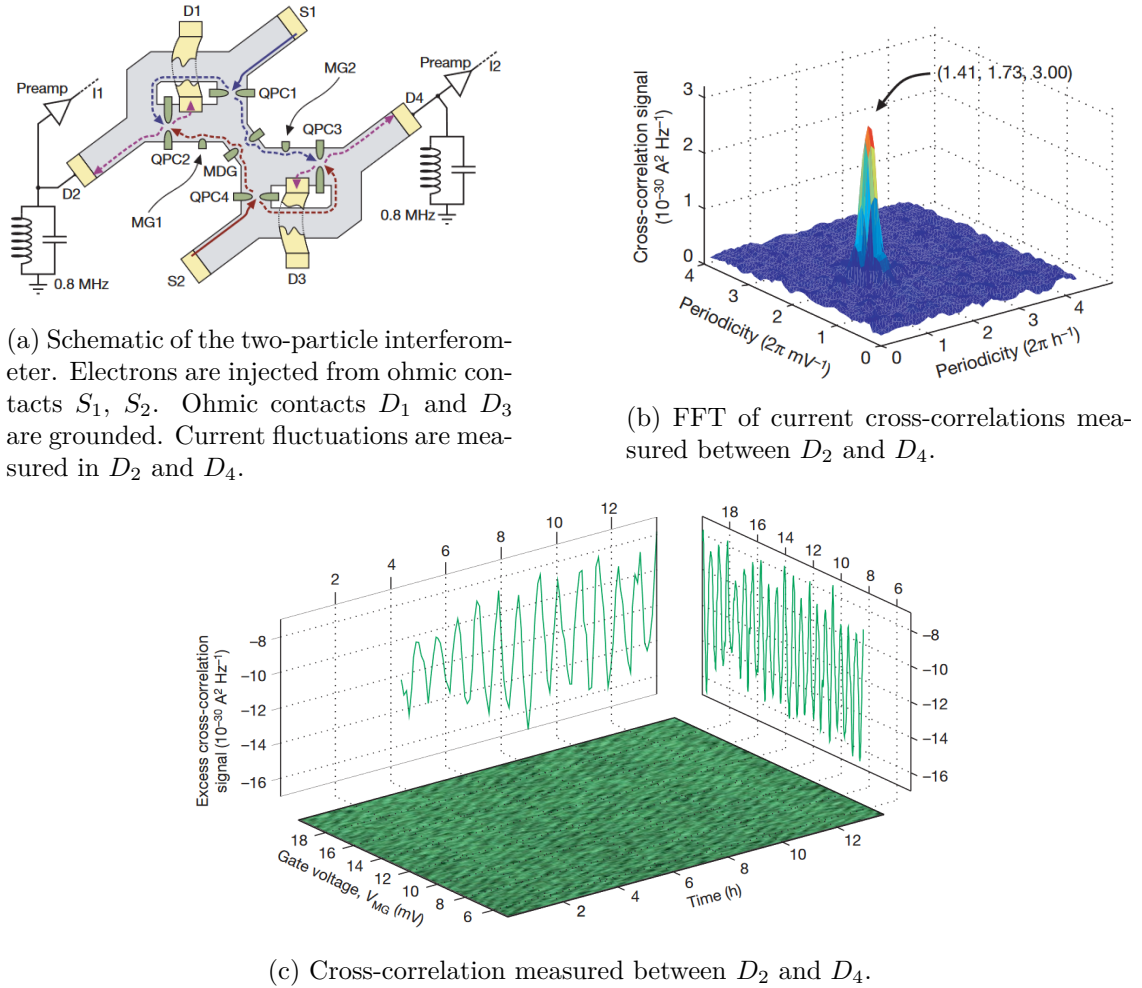 D1
S1
Preamp
I1
MG2
Preamp
I2
QPC1
D4
QPC3
QPC2
MDG
D2
QPC4
MG1
0.8 MHz
0.8 MHz
S2
D3
(a) Schematic of the two-particle interferom-
eter. Electrons are injected from ohmic con-
tacts S₁, S₂. Ohmic contacts D₁ and D₃
are grounded. Current fluctuations are mea-
sured in D₂ and D₄.
(1.41, 1.73, 3.00)
Cross-correlation signal
(10⁻³⁰ A² Hz⁻¹)
3
2
1
0
4
3
2
1
0
Periodicity (2π mV⁻¹)
0
1
2
3
4
Periodicity (2π h⁻¹)
(b) FFT of current cross-correlations mea-
sured between D₂ and D₄.
2
4
6
8
10
12
18
16
14
12
10
8
6
Excess cross-correlation
signal (10⁻³⁰ A² Hz⁻¹)
−8
−10
−12
−14
−16
−8
−10
−12
−14
−16
18
16
14
12
10
8
6
Gate voltage, V_MG (mV)
2
4
6
8
10
12
Time (h)
(c) Cross-correlation measured between D₂ and D₄.